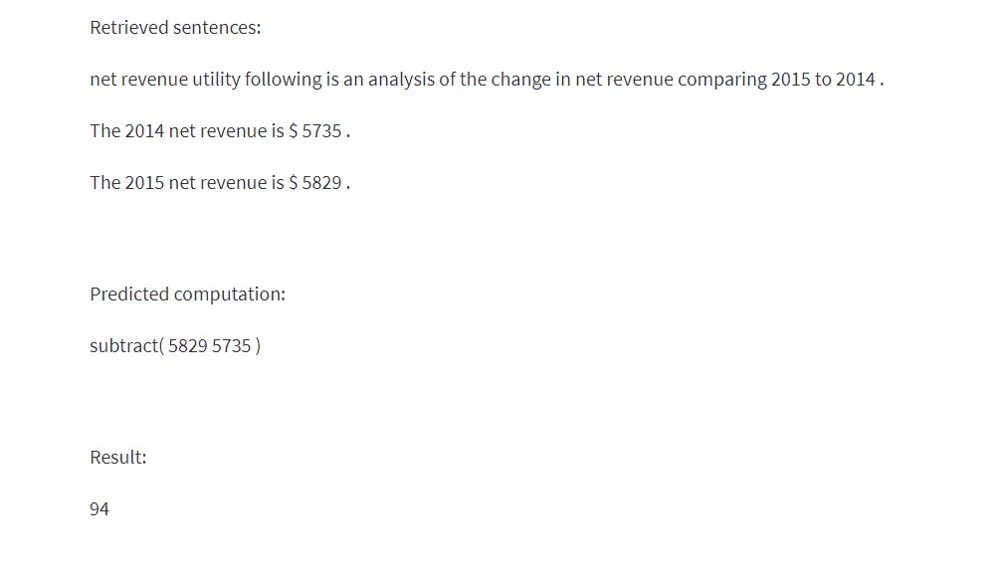 Retrieved sentences:
net revenue utility following is an analysis of the change in net revenue comparing 2015 to 2014 .
The 2014 net revenue is $ 5735 .
The 2015 net revenue is $ 5829 .
Predicted computation:
subtract( 5829 5735 )
Result:
94